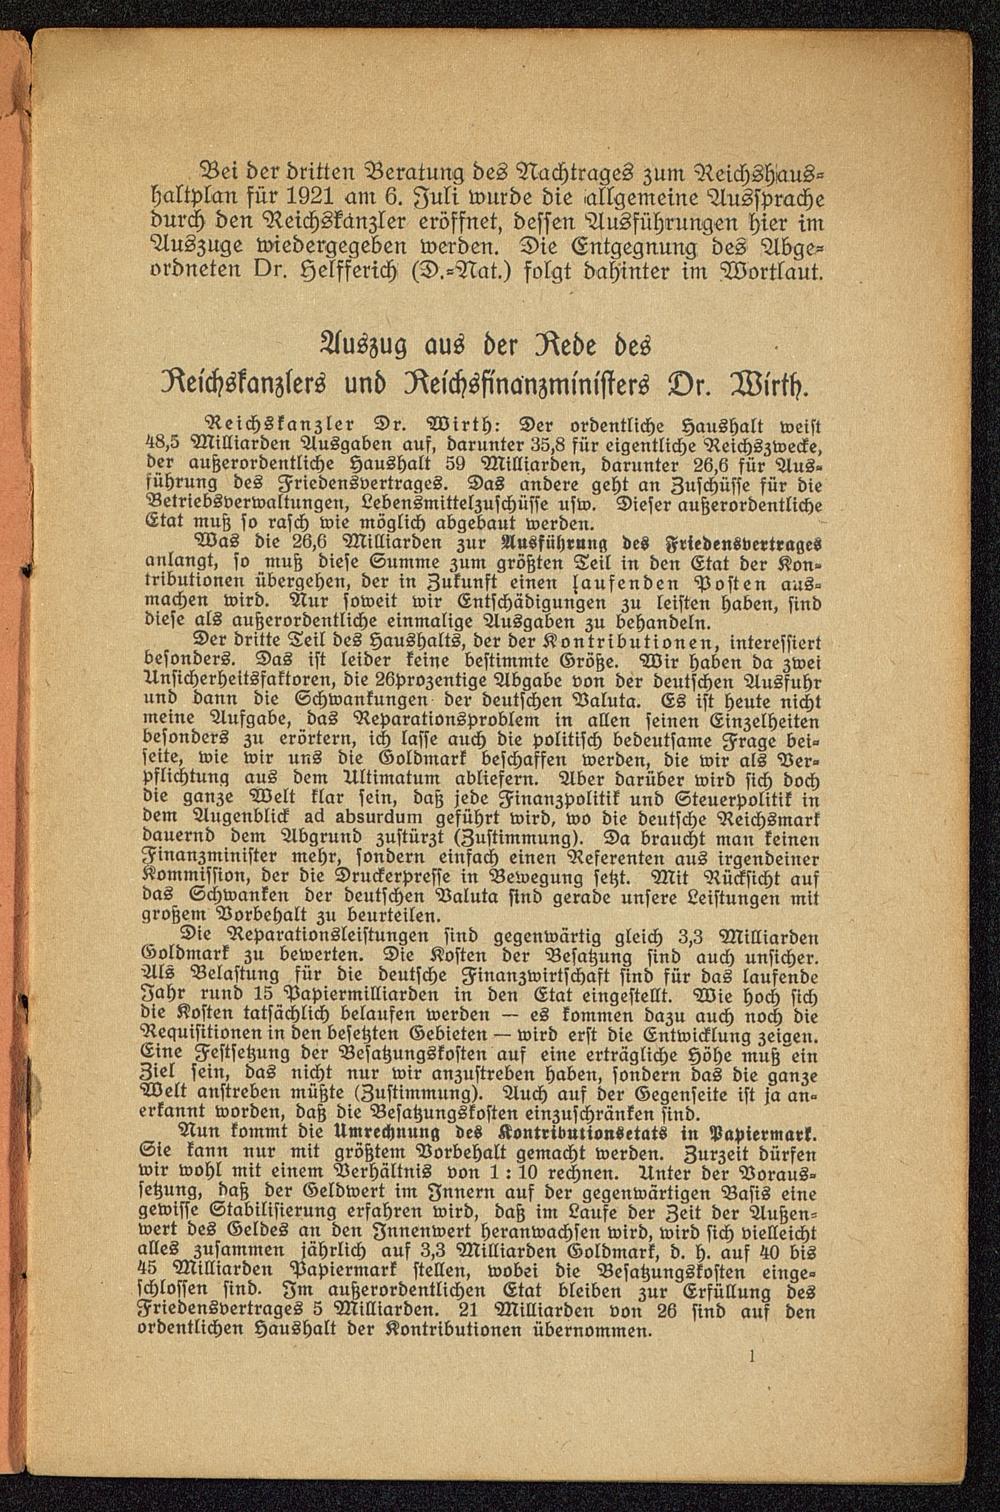 Bei der dritten Beratung des Nachtrages zum Reichshaus-
haltplan für 1921 am 6. Juli wurde die allgemeine Aussprache
durch den Reichskanzler eröffnet, dessen Ausführungen hier im
Auszuge wiedergegeben werden. Die Entgegnung des Abge-
ordneten Dr. Helfferich (D.-Nat.) folgt dahinter im Wortlaut.
Auszug aus der Rede des
Reichskanzlers und Reichsfinanzministers Dr. Wirth.
Reichskanzler Dr. Wirth: Der ordentliche Haushalt weist
48,5 Milliarden Ausgaben auf, darunter 35,8 für eigentliche Reichszwecke,
der außerordentliche Haushalt 59 Milliarden, darunter 26,6 für Aus-
führung des Friedensvertrages. Das andere geht an Zuschüsse für die
Betriebsverwaltungen, Lebensmittelzuschüsse usw. Dieser außerordentliche
Etat muß so rasch wie möglich abgebaut werden.
Was die 26,6 Milliarden zur Ausführung des Friedensvertrages
anlangt, so muß diese Summe zum größten Teil in den Etat der Kon-
tributionen übergehen, der in Zukunft einen laufenden Posten aus-
machen wird. Nur soweit wir Entschädigungen zu leisten haben, sind
diese als außerordentliche einmalige Ausgaben zu behandeln.
Der dritte Teil des Haushalts, der der Kontributionen, interessiert
besonders. Das ist leider keine bestimmte Größe. Wir haben da zwei
Unsicherheitsfaktoren, die 26prozentige Abgabe von der deutschen Ausfuhr
und dann die Schwankungen der deutschen Valuta. Es ist heute nicht
meine Aufgabe, das Reparationsproblem in allen seinen Einzelheiten
besonders zu erörtern, ich lasse auch die politisch bedeutsame Frage bei-
seite, wie wir uns die Goldmark beschaffen werden, die wir als Ver-
pflichtung aus dem Ultimatum abliefern. Aber darüber wird sich doch
die ganze Welt klar sein, daß jede Finanzpolitik und Steuerpolitik in
dem Augenblick ad absurdum geführt wird, wo die deutsche Reichsmark
dauernd dem Abgrund zustürzt (Zustimmung). Da braucht man keinen
Finanzminister mehr, sondern einfach einen Referenten aus irgendeiner
Kommission, der die Druckerpresse in Bewegung setzt. Mit Rücksicht auf
das Schwanken der deutschen Valuta sind gerade unsere Leistungen mit
großem Vorbehalt zu beurteilen.
Die Reparationsleistungen sind gegenwärtig gleich 3,3 Milliarden
Goldmark zu bewerten. Die Kosten der Besatzung sind auch unsicher.
Als Belastung für die deutsche Finanzwirtschaft sind für das laufende
Jahr rund 15 Papiermilliarden in den Etat eingestellt. Wie hoch sich
die Kosten tatsächlich belaufen werden — es kommen dazu auch noch die
Requisitionen in den besetzten Gebieten — wird erst die Entwicklung zeigen.
Eine Festsetzung der Besatzungskosten auf eine erträgliche Höhe muß ein
Ziel sein, das nicht nur wir anzustreben haben, sondern das die ganze
Welt anstreben müßte (Zustimmung). Auch auf der Gegenseite ist ja an-
erkannt worden, daß die Besatzungskosten einzuschränken sind.
Nun kommt die Umrechnung des Kontributionsetats in Papiermark.
Sie kann nur mit größtem Vorbehalt gemacht werden. Zurzeit dürfen
wir wohl mit einem Verhältnis von 1 : 10 rechnen. Unter der Voraus-
setzung, daß der Geldwert im Innern auf der gegenwärtigen Basis eine
gewisse Stabilisierung erfahren wird, daß im Laufe der Zeit der Außen-
wert des Geldes an den Innenwert heranwachsen wird, wird sich vielleicht
alles zusammen jährlich auf 3,3 Milliarden Goldmark, d. h. auf 40 bis
45 Milliarden Papiermark stellen, wobei die Besatzungskosten einge-
schlossen sind. Im außerordentlichen Etat bleiben zur Erfüllung des
Friedensvertrages 5 Milliarden. 21 Milliarden von 26 sind auf den
ordentlichen Haushalt der Kontributionen übernommen.
1